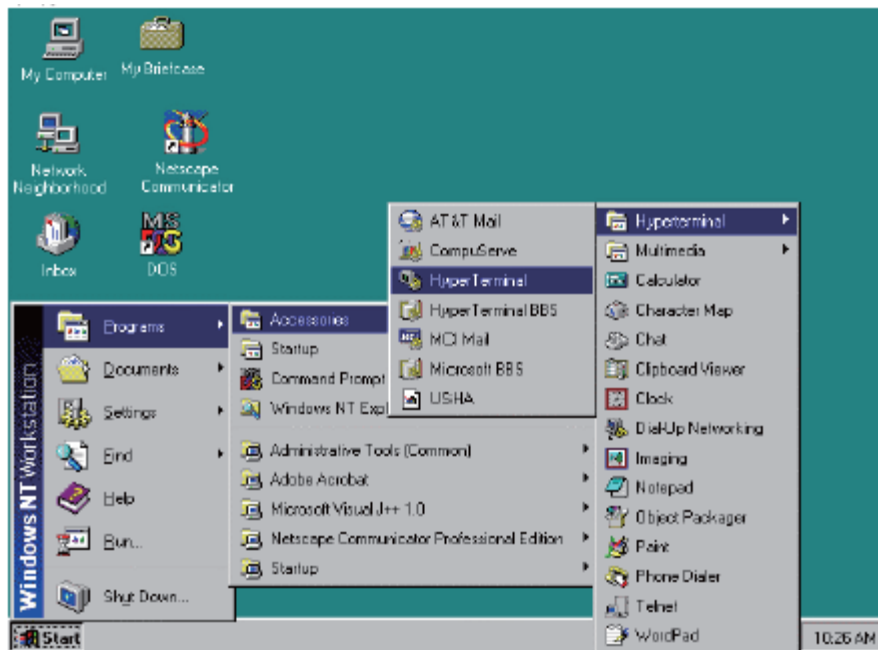 My Computer
My Briefcase
Network
Neighborhood
Netscape
Communicator
Inbox
MS
DOS
DOS
Windows NT Workstation
Programs
Documents
Settings
Find
Help
Run...
Shut Down...
Accessories
Startup
Command Prompt
Windows NT Expl
Administrative Tools (Common)
Adobe Acrobat
Microsoft Visual J++ 1.0
Netscape Communicator Professional Edition
Startup
AT&T Mail
CompuServe
HyperTerminal
HyperTerminal BBS
MCI Mail
Microsoft BBS
USHA
Hyperterminal
Multimedia
Calculator
Character Map
Chat
Clipboard Viewer
Clock
Dial-Up Networking
Imaging
Notepad
Object Packager
Paint
Phone Dialer
Telnet
WordPad
Start
10:26 AM